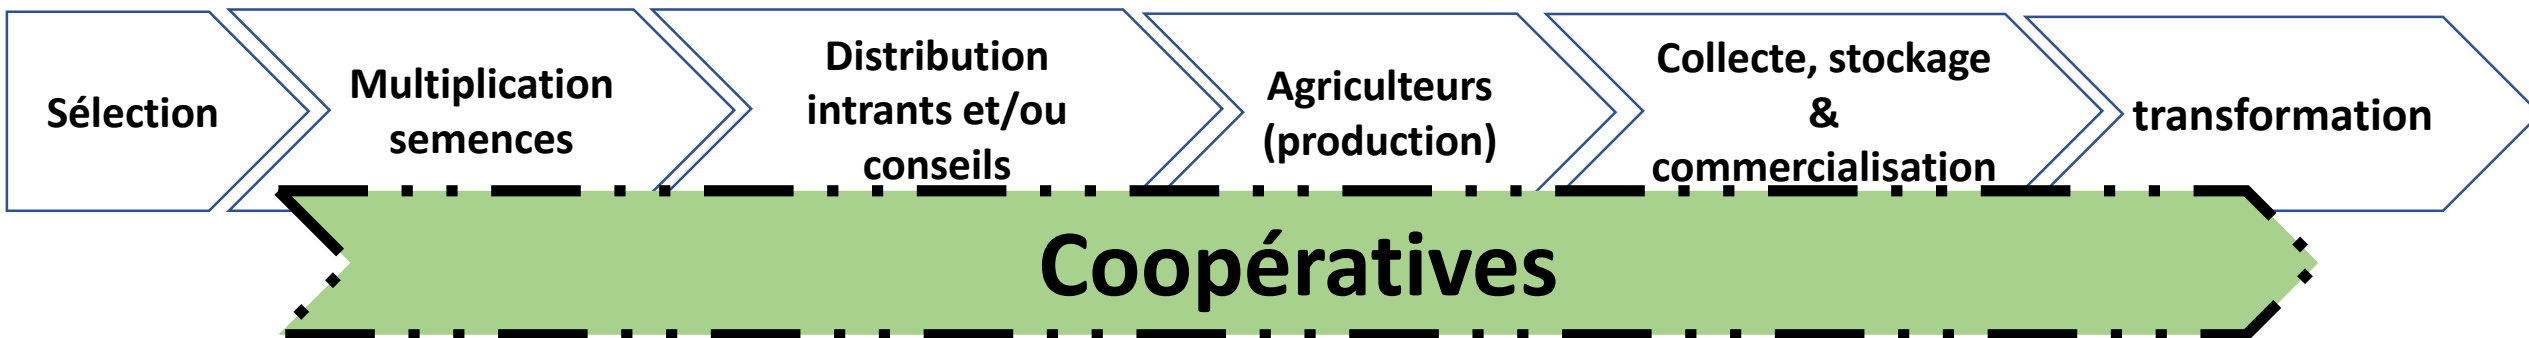 Sélection
Multiplication
semences
Distribution
intrants et/ou
conseils
Agriculteurs
(production)
Collecte, stockage
&
commercialisation
transformation
Coopératives